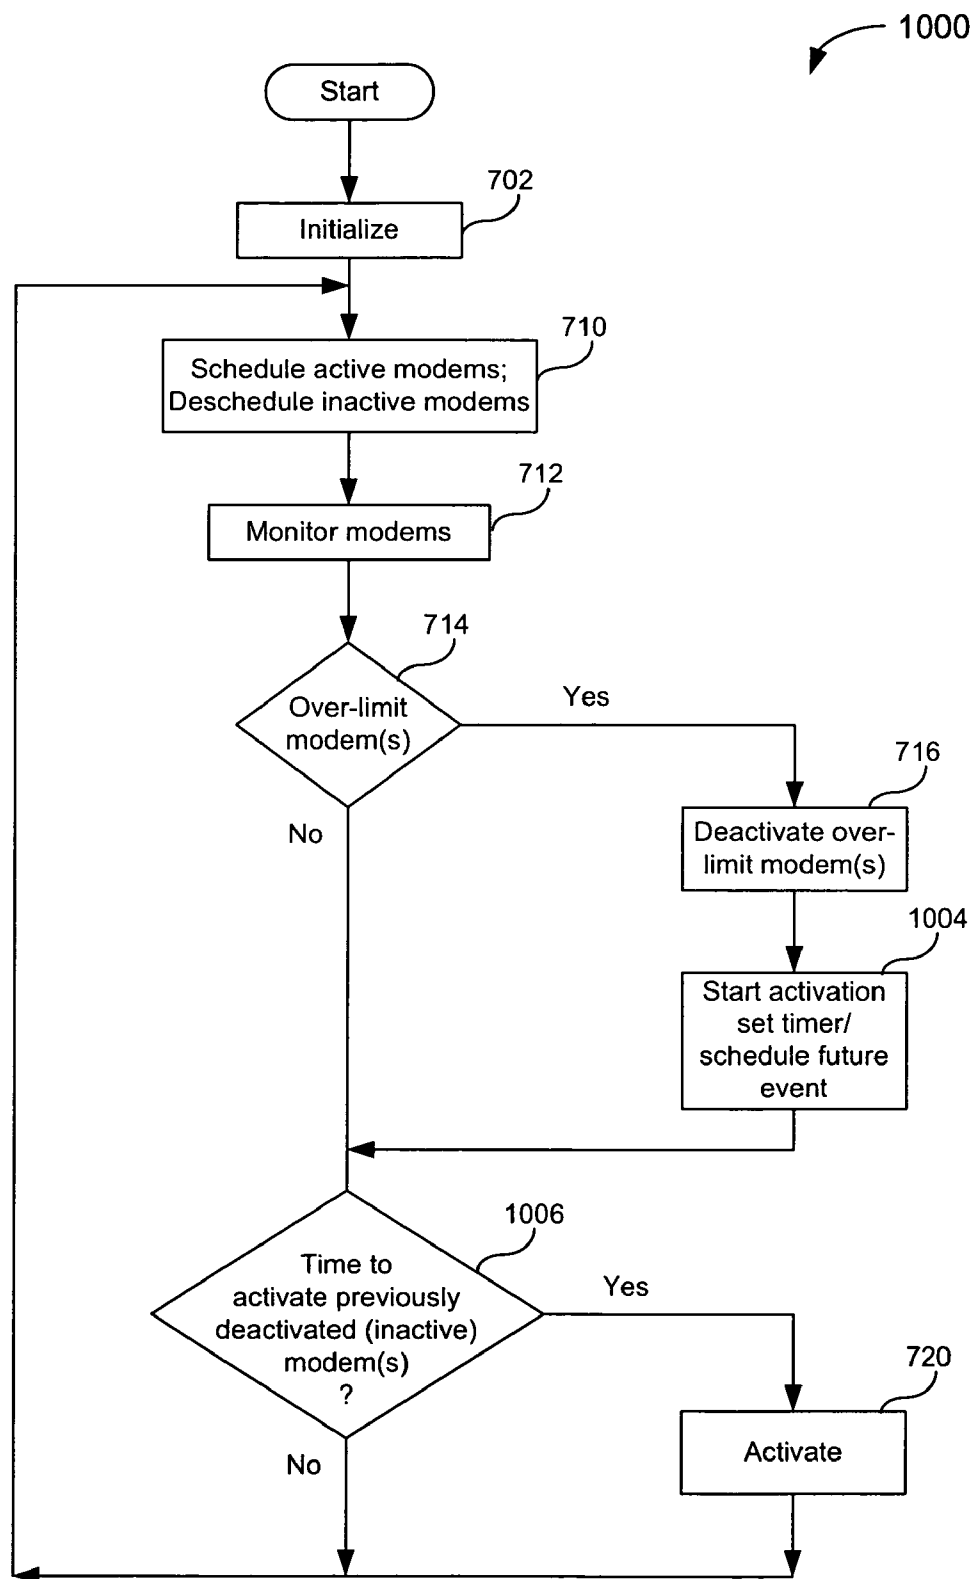 1000
Start
702
Initialize
710
Schedule active modems;
Deschedule inactive modems
712
Monitor modems
714
Over-limit
modem(s)
Yes
No
716
Deactivate over-
limit modem(s)
1004
Start activation
set timer/
schedule future
event
1006
Time to
activate previously
deactivated (inactive)
modem(s)
?
Yes
No
720
Activate